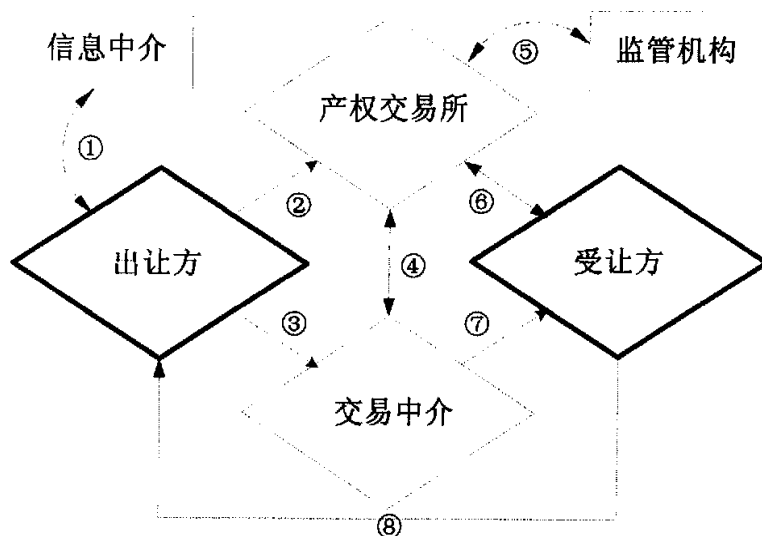 信息中介
⑤
监管机构
产权交易所
①
②
⑥
出让方
④
受让方
③
⑦
交易中介
⑧